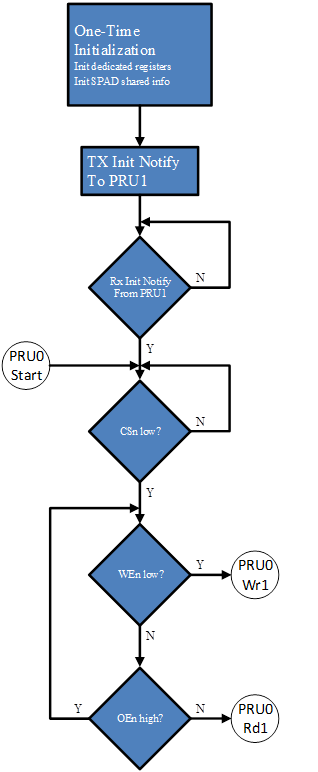 One-Time
Initialization
Init dedicated registers
Init SPAD shared info
TX Init Notify
To PRU1
Rx Init Notify
From PRU1
N
Y
PRU0
Start
CSn low?
N
Y
WEn low?
Y
PRU0
Wr1
N
OEn high?
Y
N
PRU0
Rd1